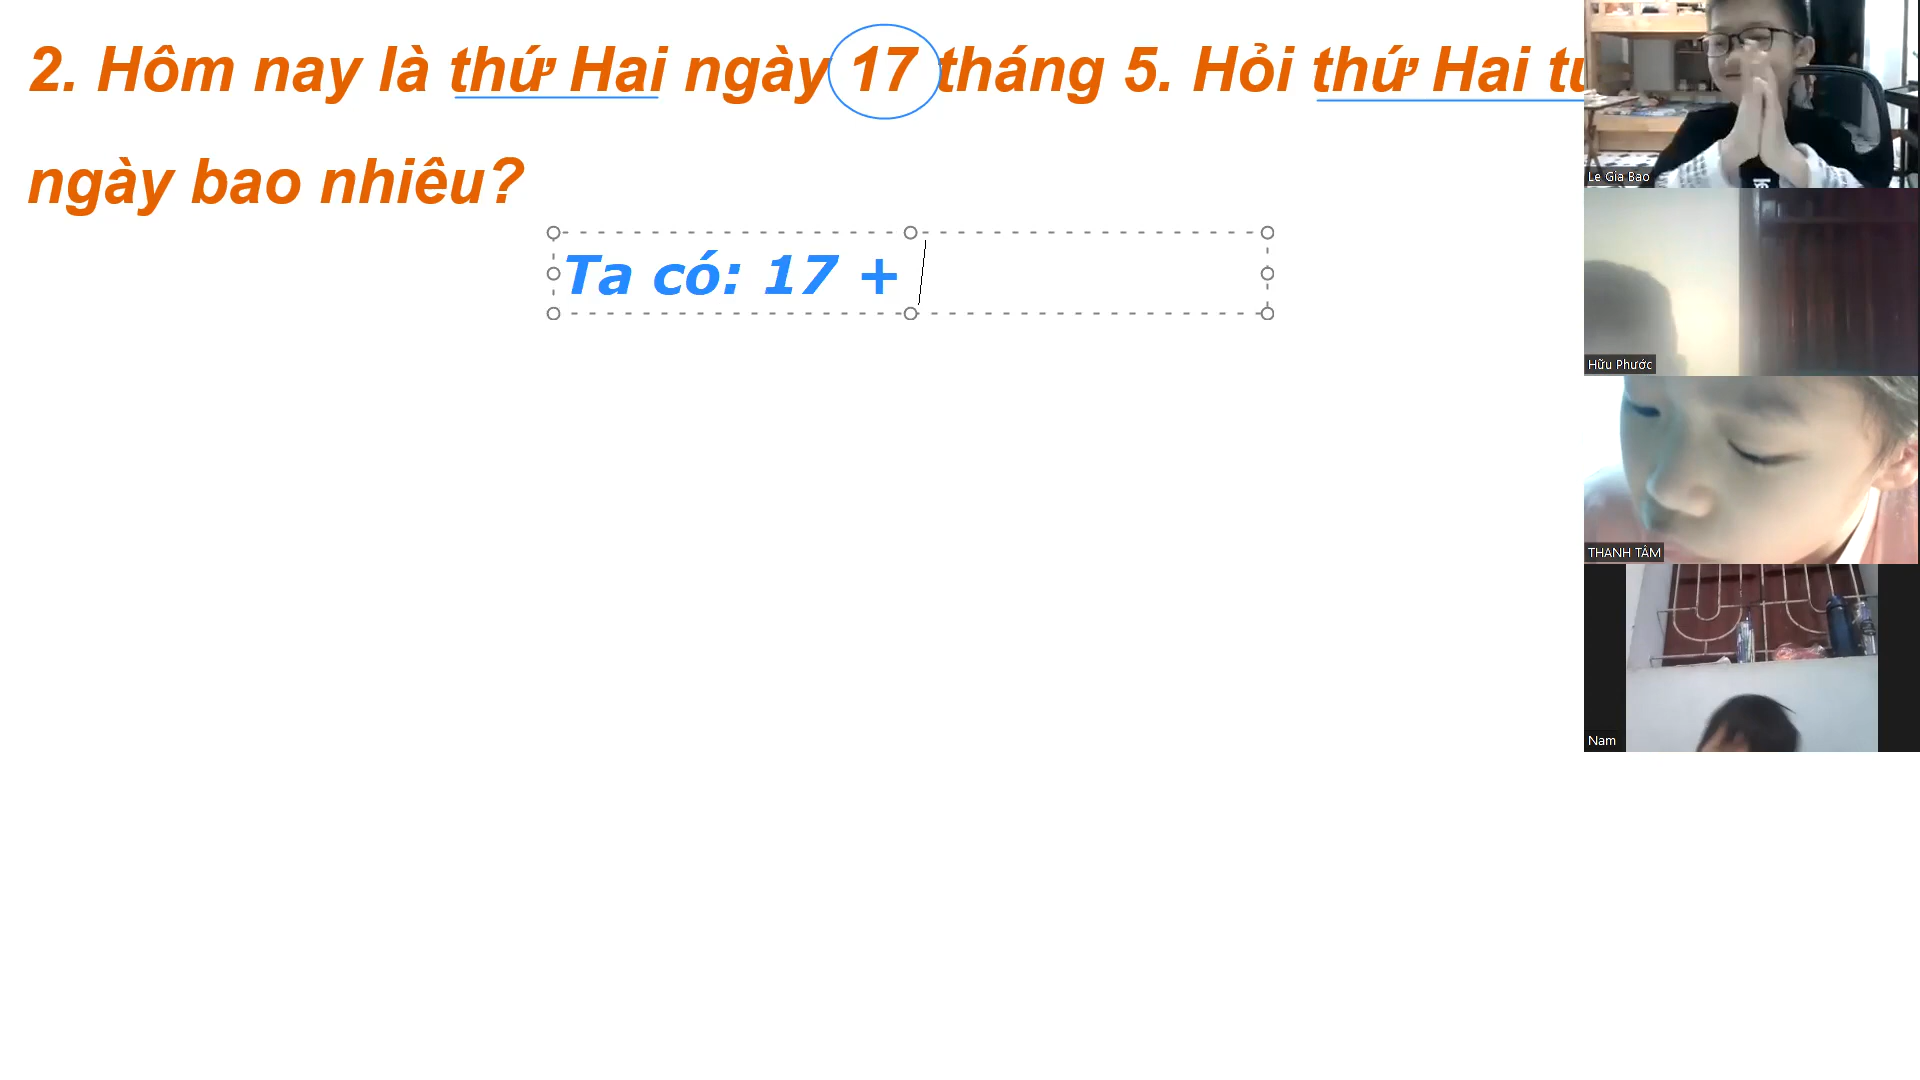 2. Hôm nay là thứ Hai ngày 17 tháng 5. Hỏi thứ Hai
ngày bao nhiêu?
Ta có: 17 +
Le Gia Bao
Hữu Phước
THANH TÂM
Nam